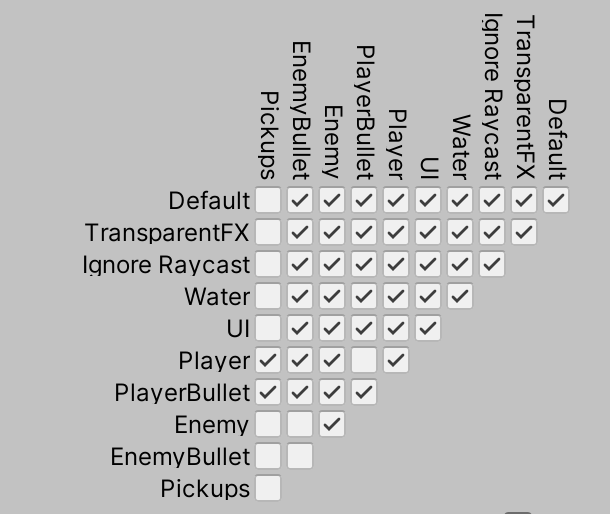 Pickups
EnemyBullet
Enemy
PlayerBullet
Player
UI
Water
Ignore Raycast
TransparentFX
Default
Default
TransparentFX
Ignore Raycast
Water
UI
Player
PlayerBullet
Enemy
EnemyBullet
Pickups